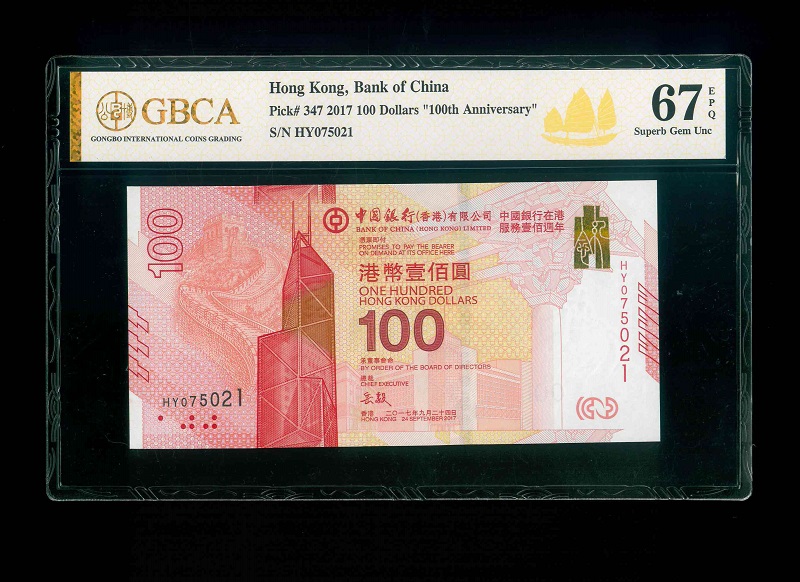 GBCA
GONGBO INTERNATIONAL COINS GRADING
Hong Kong, Bank of China
Pick# 347 2017 100 Dollars "100th Anniversary"
S/N HY075021
67 EPQ
Superb Gem Unc
100
中国银行(香港)有限公司
BANK OF CHINA (HONG KONG) LIMITED
中國銀行在港
服務壹佰週年
憑票即付
PROMISES TO PAY THE BEARER
ON DEMAND AT ITS OFFICE HERE
港幣壹佰圓
ONE HUNDRED
HONG KONG DOLLARS
100
承董事會命
BY ORDER OF THE BOARD OF DIRECTORS
總裁
CHIEF EXECUTIVE
香港 二〇一七年九月二十四日
HONG KONG 24 SEPTEMBER 2017
HY075021
HY075021